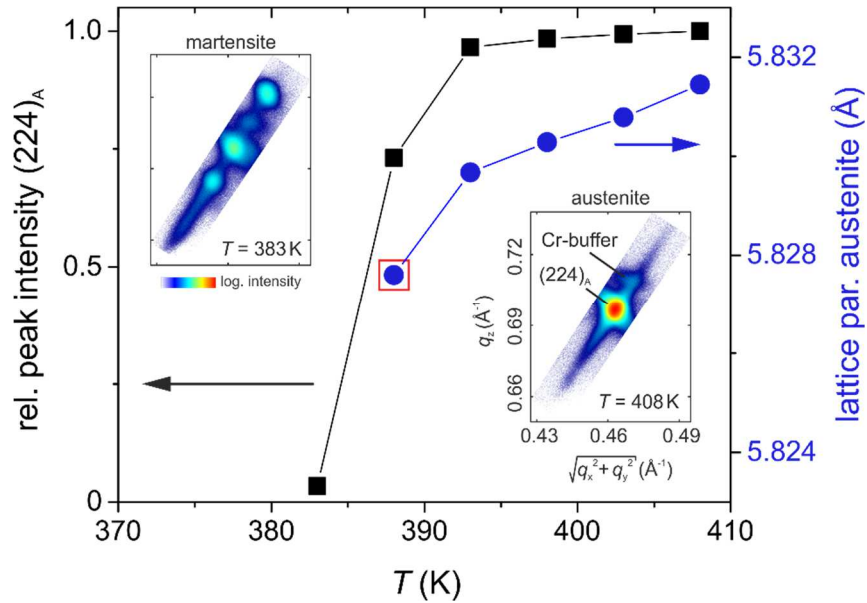 rel. peak intensity (224)A
1.0
0.5
0
martensite
T = 383 K
log. intensity
austenite
Cr-buffer
(224)A
T = 408 K
qz (Å-1)
0.72
0.69
0.66
0.43 0.46 0.49
√qx2 + qy2 (Å-1)
5.832
5.828
5.824
lattice par. austenite (Å)
370 380 390 400 410
T (K)